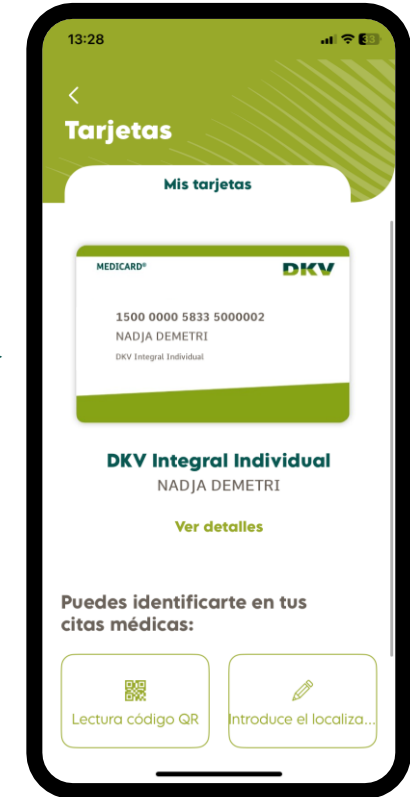 13:28
33
Tarjetas
Mis tarjetas
MEDICARD®
DKV
1500 0000 5833 5000002
NADJA DEMETRI
DKV Integral Individual
DKV Integral Individual
NADJA DEMETRI
Ver detalles
Puedes identificarte en tus
citas médicas:
Lectura código QR
Introduce el localiza...